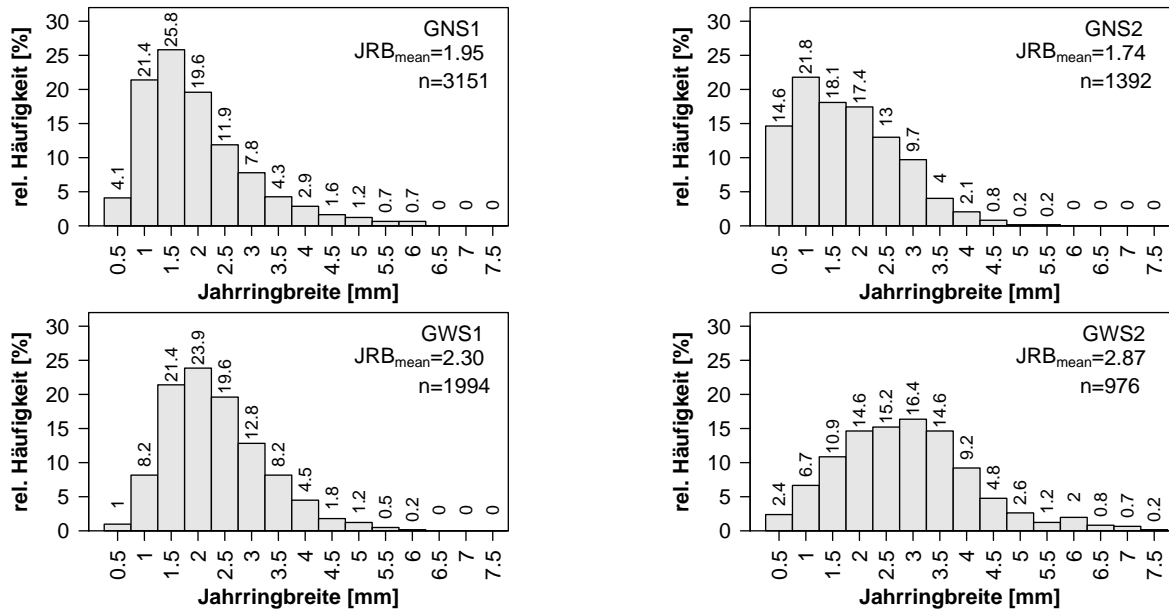 GNS1
JRBmean=1.95
n=3151
rel. Häufigkeit [%]
30
25
20
15
10
5
0
4.1 21.4 25.8 19.6 11.9 7.8 4.3 2.9 1.6 1.2 0.7 0.7 0 0 0
0.5 1 1.5 2 2.5 3 3.5 4 4.5 5 5.5 6 6.5 7 7.5
Jahrringbreite [mm]
GNS2
JRBmean=1.74
n=1392
rel. Häufigkeit [%]
30
25
20
15
10
5
0
14.6 21.8 18.1 17.4 13 9.7 4 2.1 0.8 0.2 0.2 0 0 0 0
0.5 1 1.5 2 2.5 3 3.5 4 4.5 5 5.5 6 6.5 7 7.5
Jahrringbreite [mm]
GWS1
JRBmean=2.30
n=1994
rel. Häufigkeit [%]
30
25
20
15
10
5
0
1 8.2 21.4 23.9 19.6 12.8 8.2 4.5 1.8 1.2 0.5 0.2 0 0 0
0.5 1 1.5 2 2.5 3 3.5 4 4.5 5 5.5 6 6.5 7 7.5
Jahrringbreite [mm]
GWS2
JRBmean=2.87
n=976
rel. Häufigkeit [%]
30
25
20
15
10
5
0
2.4 6.7 10.9 14.6 15.2 16.4 14.6 9.2 4.8 2.6 1.2 2 0.8 0.7 0.2
0.5 1 1.5 2 2.5 3 3.5 4 4.5 5 5.5 6 6.5 7 7.5
Jahrringbreite [mm]